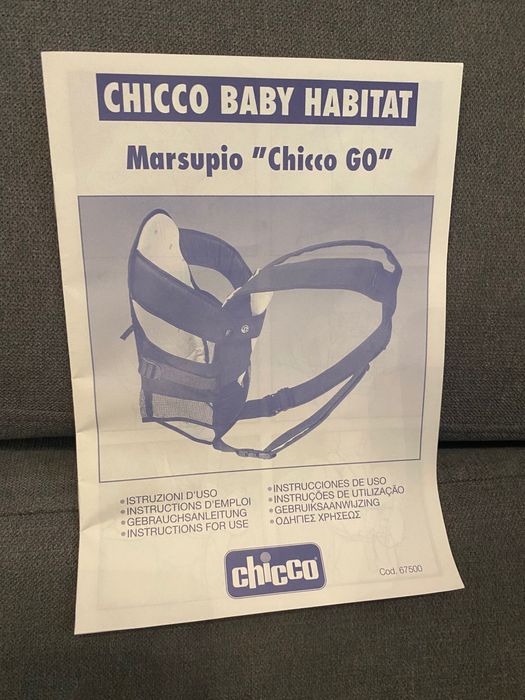 CHICCO BABY HABITAT
Marsupio "Chicco GO"
•ISTRUZIONI D'USO
•INSTRUCTIONS D'EMPLOI
•GEBRAUCHSANLEITUNG
•INSTRUCTIONS FOR USE
•INSTRUCCIONES DE USO
•INSTRUÇÕES DE UTILIZAÇÃO
•GEBRUIKSAANWIJZING
•ΟΔΗΓΙΕΣ ΧΡΗΣΕΩΣ
chicco
Cod. 67500